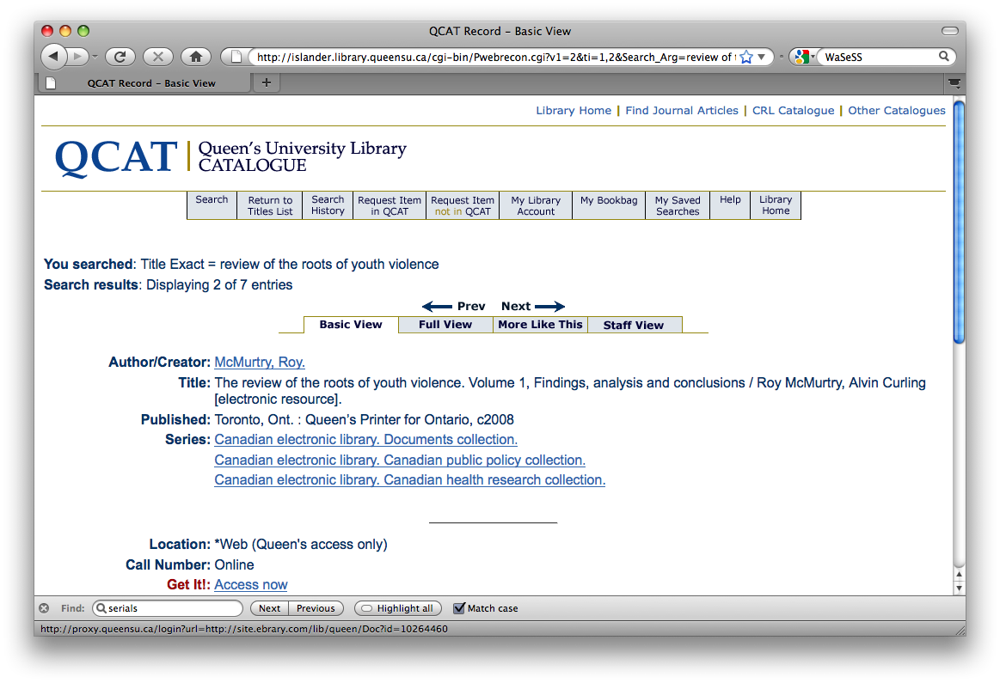 QCAT Record – Basic View
http://islander.library.queensu.ca/cgi-bin/Pwebrecon.cgi?v1=2&ti=1,2&Search_Arg=review of
WaSeSS
QCAT Record – Basic View
+
Library Home | Find Journal Articles | CRL Catalogue | Other Catalogues
QCAT | Queen's University Library
CATALOGUE
Search
Return to
Titles List
Search
History
Request Item
in QCAT
Request Item
not in QCAT
My Library
Account
My Bookbag
My Saved
Searches
Help
Library
Home
You searched: Title Exact = review of the roots of youth violence
Search results: Displaying 2 of 7 entries
Prev Next
Basic View Full View More Like This Staff View
Author/Creator: McMurtry, Roy.
Title: The review of the roots of youth violence. Volume 1, Findings, analysis and conclusions / Roy McMurtry, Alvin Curling
[electronic resource].
Published: Toronto, Ont. : Queen's Printer for Ontario, c2008
Series: Canadian electronic library. Documents collection.
Canadian electronic library. Canadian public policy collection.
Canadian electronic library. Canadian health research collection.
Location: *Web (Queen's access only)
Call Number: Online
Get It!: Access now
Find: serials Next Previous Highlight all Match case
http://proxy.queensu.ca/login?url=http://site.ebrary.com/lib/queen/Doc?id=10264460